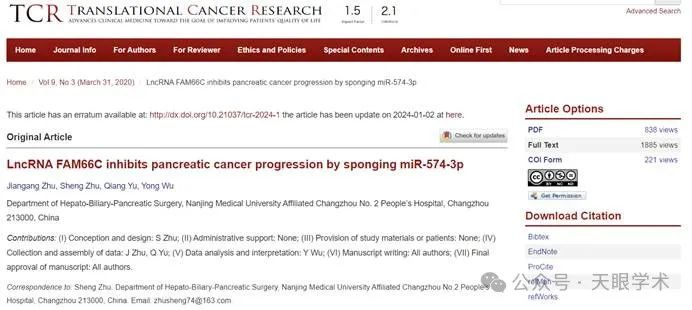 TCR TRANSLATIONAL CANCER RESEARCH
ADVANCES CLINICAL MEDICINE TOWARD THE GOAL OF IMPROVING PATIENTS' QUALITY OF LIFE
1.5
2.1
Advanced Search
Home Journal Info For Authors For Reviewer Ethics and Policies Special Contents Archives Online First News Article Processing Charges
Home / Vol 9, No 3 (March 31, 2020) / LncRNA FAM66C inhibits pancreatic cancer progression by sponging miR-574-3p
This article has an erratum available at: http://dx.doi.org/10.21037/tcr-2024-1 the article has been update on 2024-01-02 at here.
Original Article
Check for updates
LncRNA FAM66C inhibits pancreatic cancer progression by sponging miR-574-3p
Jiangang Zhu, Sheng Zhu, Qiang Yu, Yong Wu
Department of Hepato-Biliary-Pancreatic Surgery, Nanjing Medical University Affiliated Changzhou No. 2 People's Hospital, Changzhou
213000, China
Contributions: (I) Conception and design: S Zhu; (II) Administrative support: None; (III) Provision of study materials or patients: None; (IV)
Collection and assembly of data: J Zhu, Q Yu; (V) Data analysis and interpretation: Y Wu; (VI) Manuscript writing: All authors; (VII) Final
approval of manuscript: All authors.
Correspondence to: Sheng Zhu. Department of Hepato-Biliary-Pancreatic Surgery, Nanjing Medical University Affiliated Changzhou No.2 People's
Hospital, Changzhou 213000, China. Email: zhusheng74@163.com.
Article Options
PDF 838 views
Full Text 1885 views
COI Form 221 views
CC BY NC ND
Get Permission
Download Citation
Bibtex
EndNote
ProCite
refMan
refWorks
公众号 · 天眼学术